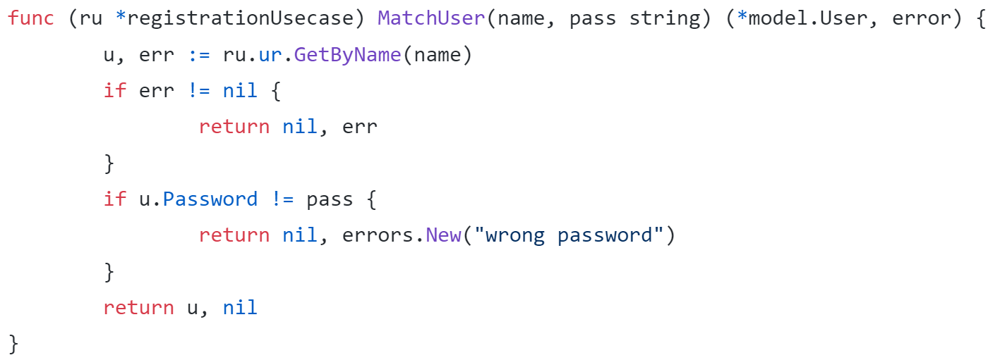 func (ru *registrationUsecase) MatchUser(name, pass string) (*model.User, error) {
        u, err := ru.ur.GetByName(name)
        if err != nil {
                return nil, err
        }
        if u.Password != pass {
                return nil, errors.New("wrong password")
        }
        return u, nil
}